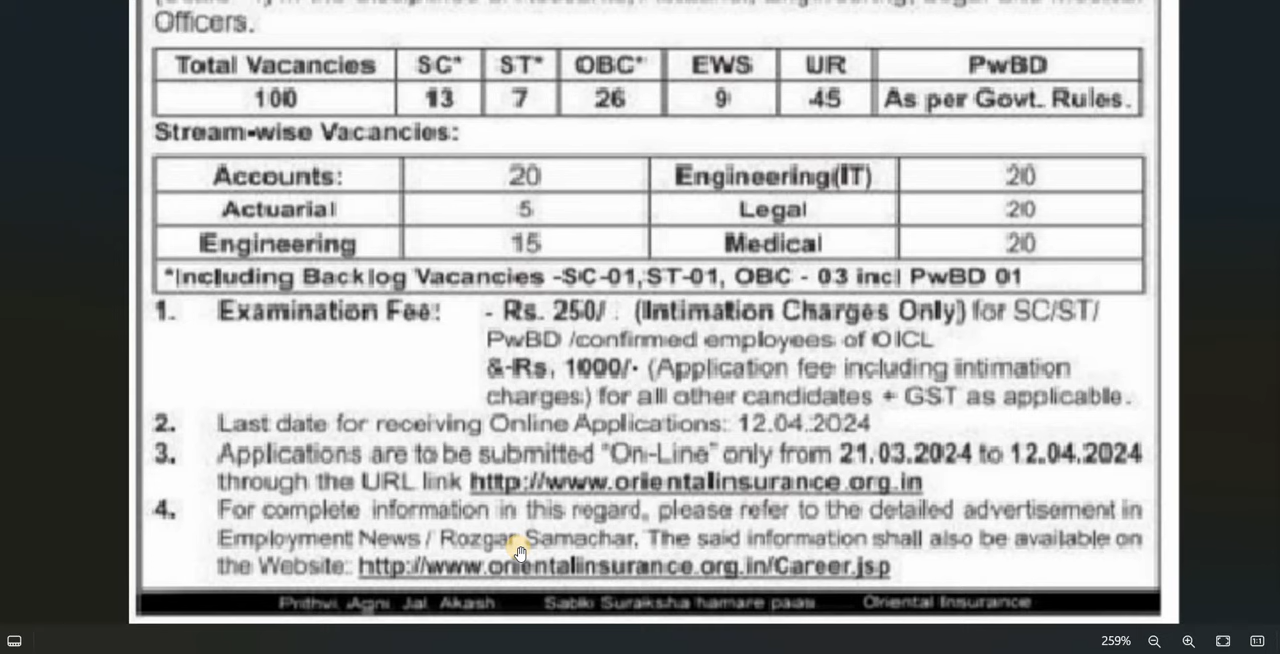 Officers.
Total Vacancies SC* ST* OBC* EWS UR PwBD
100 13 7 26 9 45 As per Govt. Rules.
Stream-wise Vacancies:
Accounts: 20 Engineering(IT) 20
Actuarial 5 Legal 20
Engineering 15 Medical 20
*Including Backlog Vacancies -SC-01,ST-01, OBC - 03 incl PwBD 01
1. Examination Fee: - Rs. 250/- (Intimation Charges Only) for SC/ST/
PwBD /confirmed employees of OICL
&-Rs. 1000/- (Application fee including intimation
charges) for all other candidates + GST as applicable.
2. Last date for receiving Online Applications: 12.04.2024
3. Applications are to be submitted "On-Line" only from 21.03.2024 to 12.04.2024
through the URL link http://www.orientalinsurance.org.in
4. For complete information in this regard, please refer to the detailed advertisement in
Employment News / Rozgar Samachar. The said information shall also be available on
the Website: http://www.orientalinsurance.org.in/Career.jsp
Prithvi, Agni, Jal, Akash Sabki Suraksha hamare paas Oriental Insurance
259%
1:1